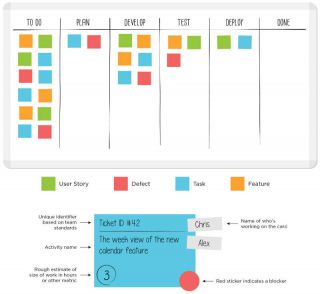 TO DO
PLAN
DEVELOP
TEST
DEPLOY
DONE
User Story
Defect
Task
Feature
Unique Identifier
based on team
standards
Activity name
Rough estimate of
size of work in hours
or other metric
Ticket ID #42
The week view of the new
calendar feature
3
Chris
Alex
Name of who's
working on the card
Red sticker indicates a blocker